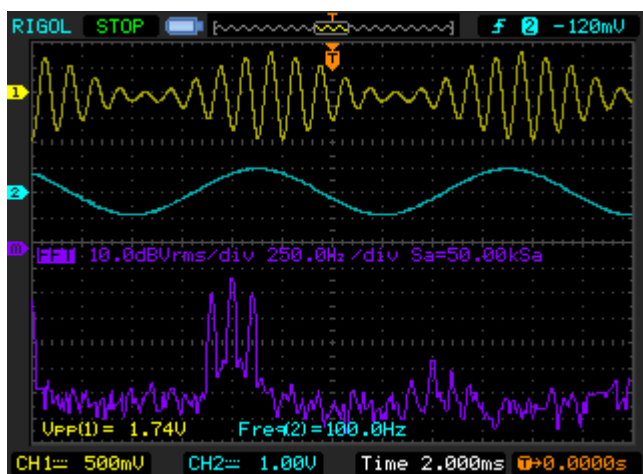 RIGOL STOP T ƒ 2 -120mV
1
2
M FFT 10.0dBVrms/div 250.0Hz/div Sa=50.00kSa
Vpp(1)= 1.74V Freq(2)=100.0Hz
CH1 500mV CH2 1.00V Time 2.000ms T→0.0000s